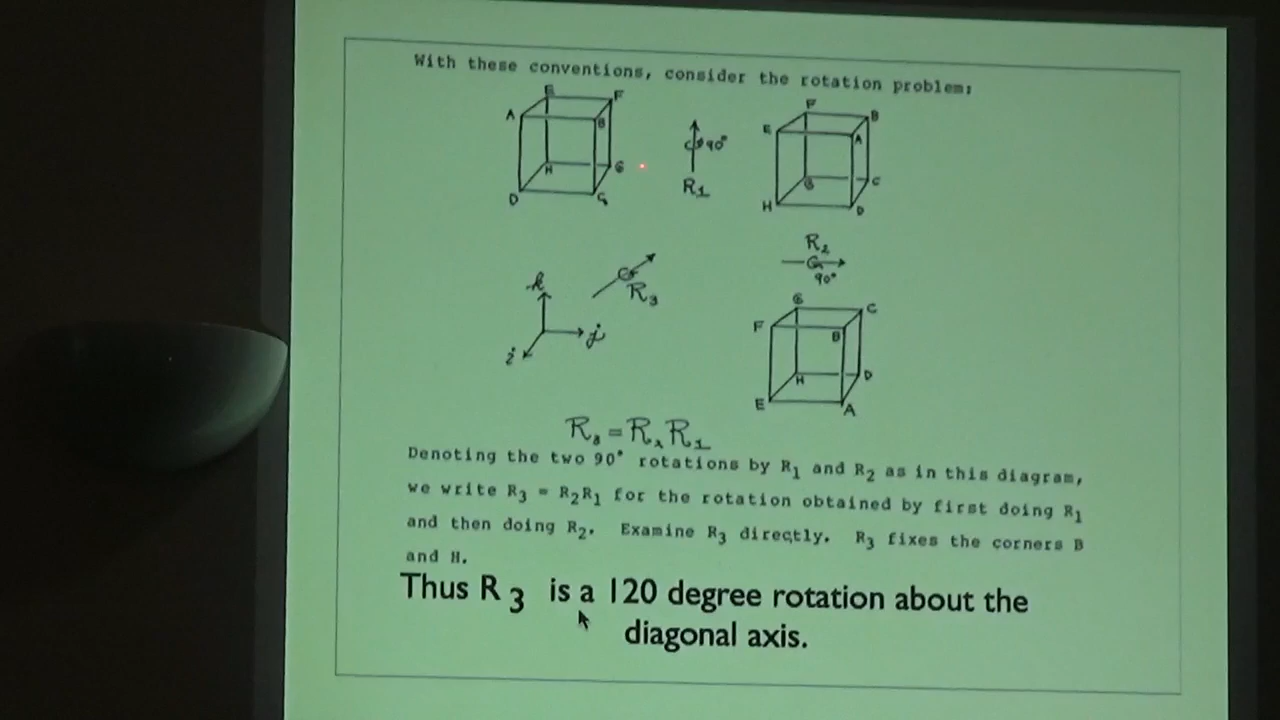 With these conventions, consider the rotation problem:
E F
A B
H G
D C
90°
R1
F B
E A
G C
H D
R2
90°
R3
k
j
i
G C
F B
H D
E A
R3 = R2 R1
Denoting the two 90° rotations by R1 and R2 as in this diagram,
we write R3 = R2R1 for the rotation obtained by first doing R1
and then doing R2. Examine R3 directly. R3 fixes the corners B
and H.
Thus R 3 is a 120 degree rotation about the
diagonal axis.